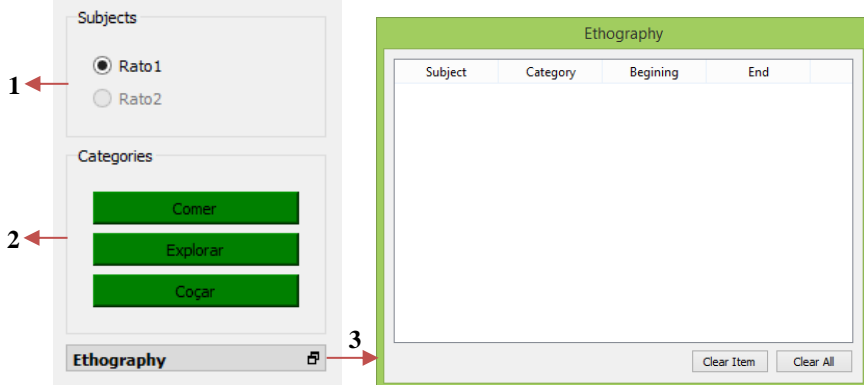 Subjects
1
Rato1
Rato2
Categories
2
Comer
Explorar
Coçar
Ethography
3
Ethography
Subject Category Begining End
Clear Item Clear All